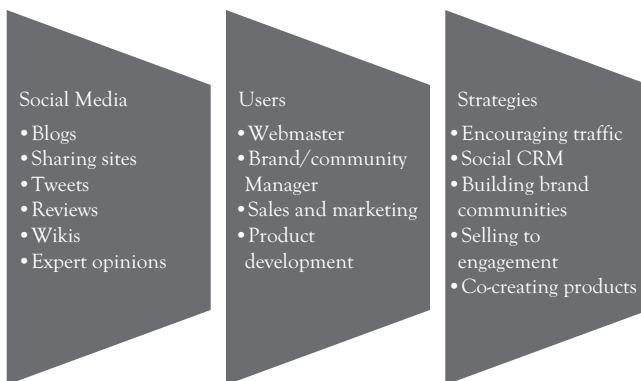 Social Media
• Blogs
• Sharing sites
• Tweets
• Reviews
• Wikis
• Expert opinions
Users
• Webmaster
• Brand/community
Manager
• Sales and marketing
• Product
development
Strategies
• Encouraging traffic
• Social CRM
• Building brand
communities
• Selling to
engagement
• Co-creating products